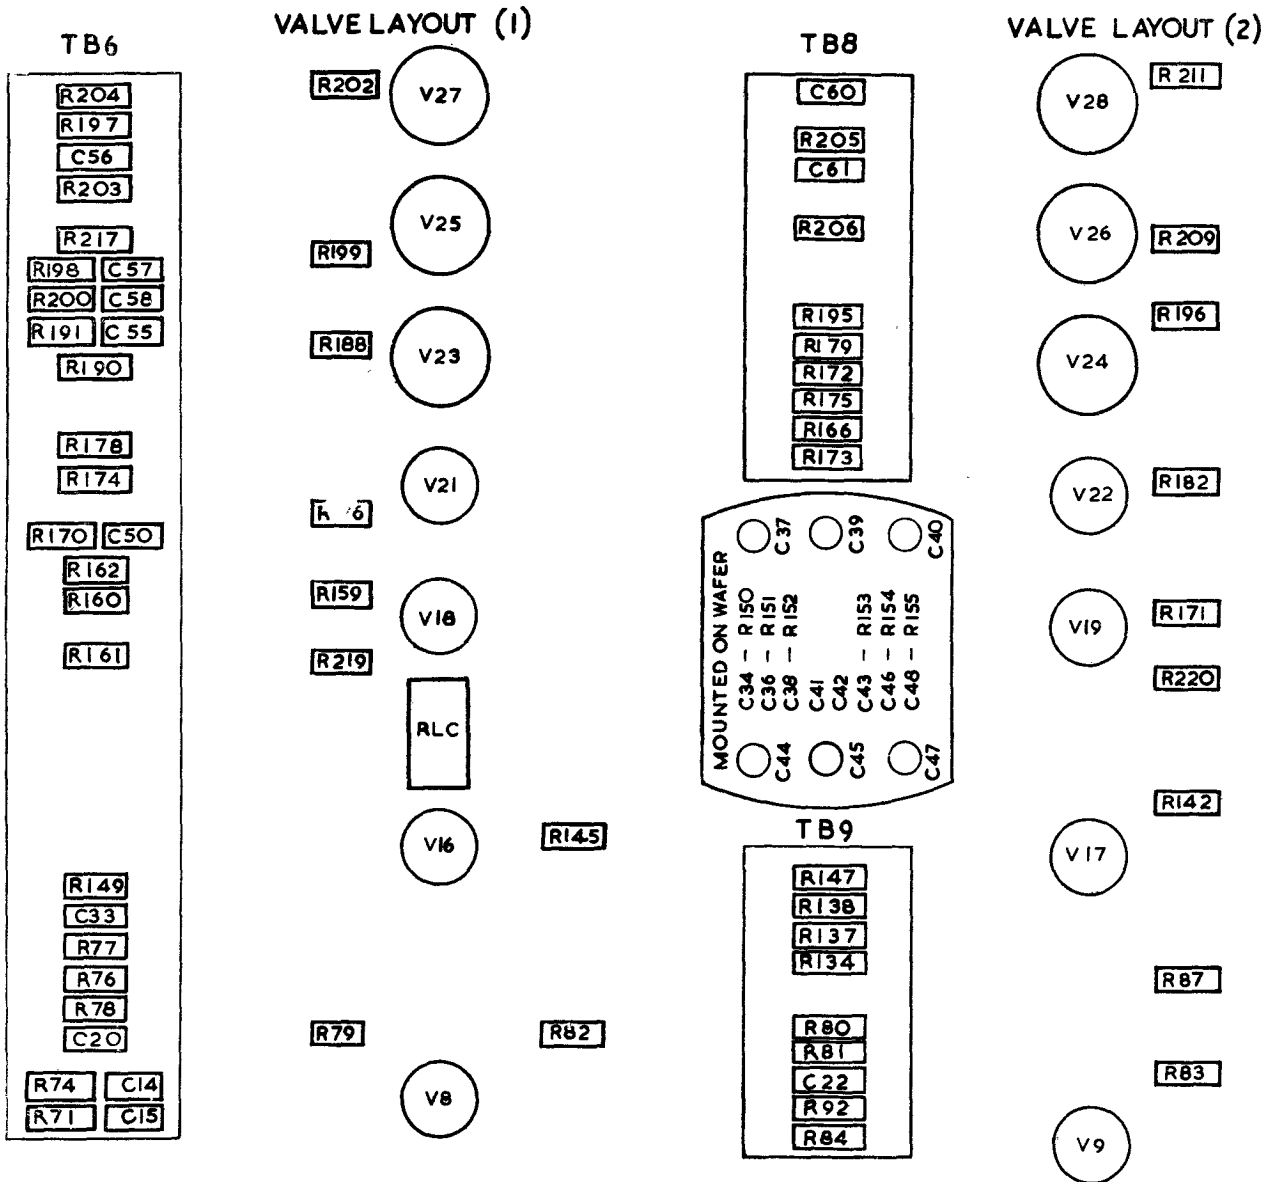 VALVE LAYOUT (1)
VALVE LAYOUT (2)
TB6
R204
R197
C56
R203
R217
R198 C57
R200 C58
R191 C55
R190
R178
R174
R170 C50
R162
R160
R161
R149
C33
R77
R76
R78
C20
R74 C14
R71 C15
R202
V27
V25
R199
R188
V23
V21
R159
V18
R219
RLC
V16
R145
R79
R82
V8
TB8
C60
R205
C61
R206
R195
R179
R172
R175
R166
R173
MOUNTED ON WAFER
C37
C39
C40
C34 - R150
C36 - R151
C38 - R152
C41
C42
C43 - R153
C46 - R154
C48 - R155
C44
C45
C47
TB9
R147
R138
R137
R134
R80
R81
C22
R92
R84
V28
R211
V26
R209
R196
V24
V22
R182
V19
R171
R220
R142
V17
R87
R83
V9